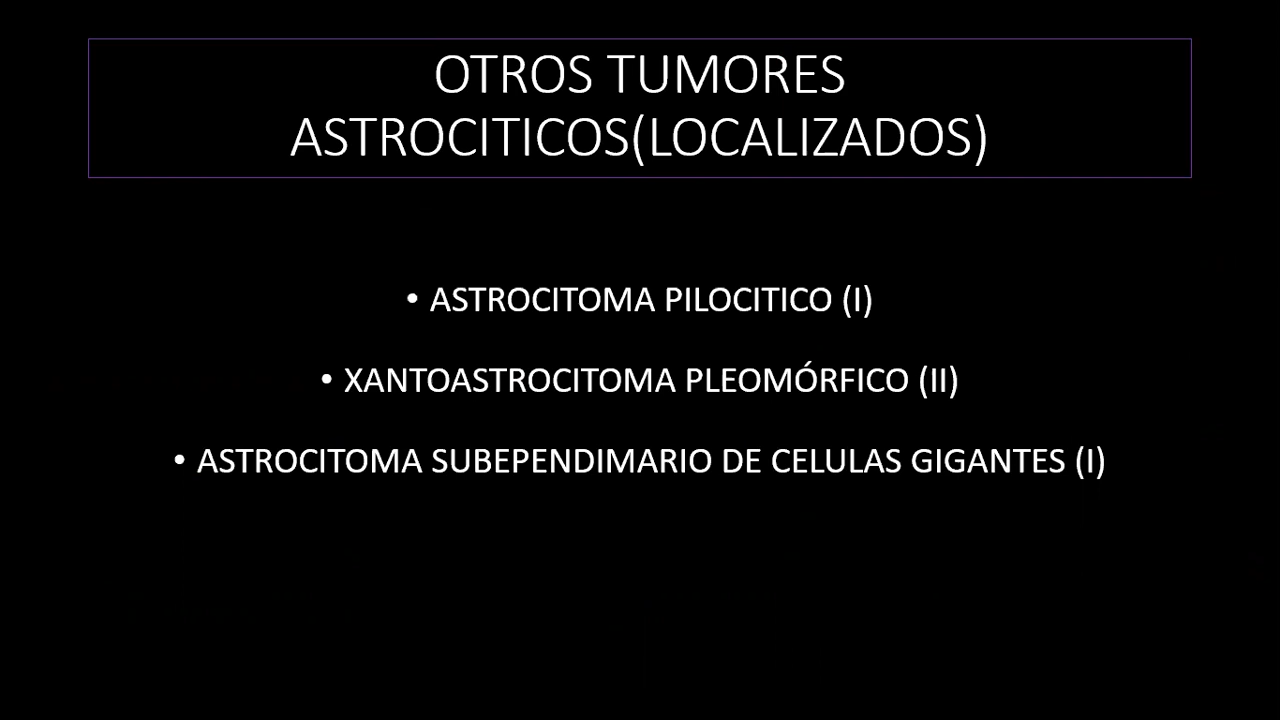 OTROS TUMORES
ASTROCITICOS(LOCALIZADOS)
• ASTROCITOMA PILOCITICO (I)
• XANTOASTROCITOMA PLEOMÓRFICO (II)
• ASTROCITOMA SUBEPENDIMARIO DE CELULAS GIGANTES (I)